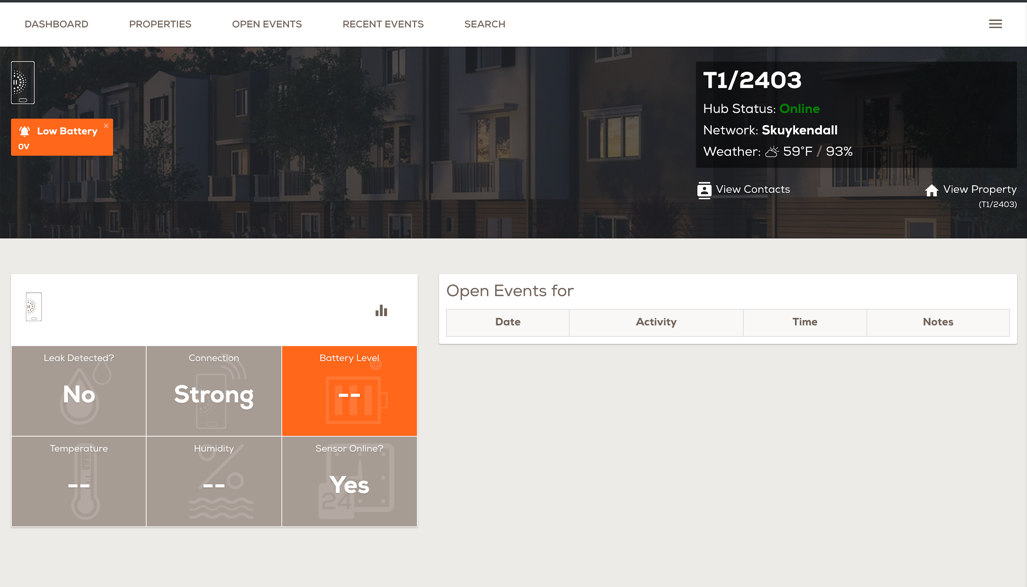 DASHBOARD PROPERTIES OPEN EVENTS RECENT EVENTS SEARCH
Low Battery ×
0V
T1/2403
Hub Status: Online
Network: Skuykendall
Weather: 59°F / 93%
View Contacts
View Property
(T1/2403)
Leak Detected?
No
Connection
Strong
Battery Level
--
Temperature
--
Humidity
--
Sensor Online?
Yes
24
Open Events for
Date Activity Time Notes